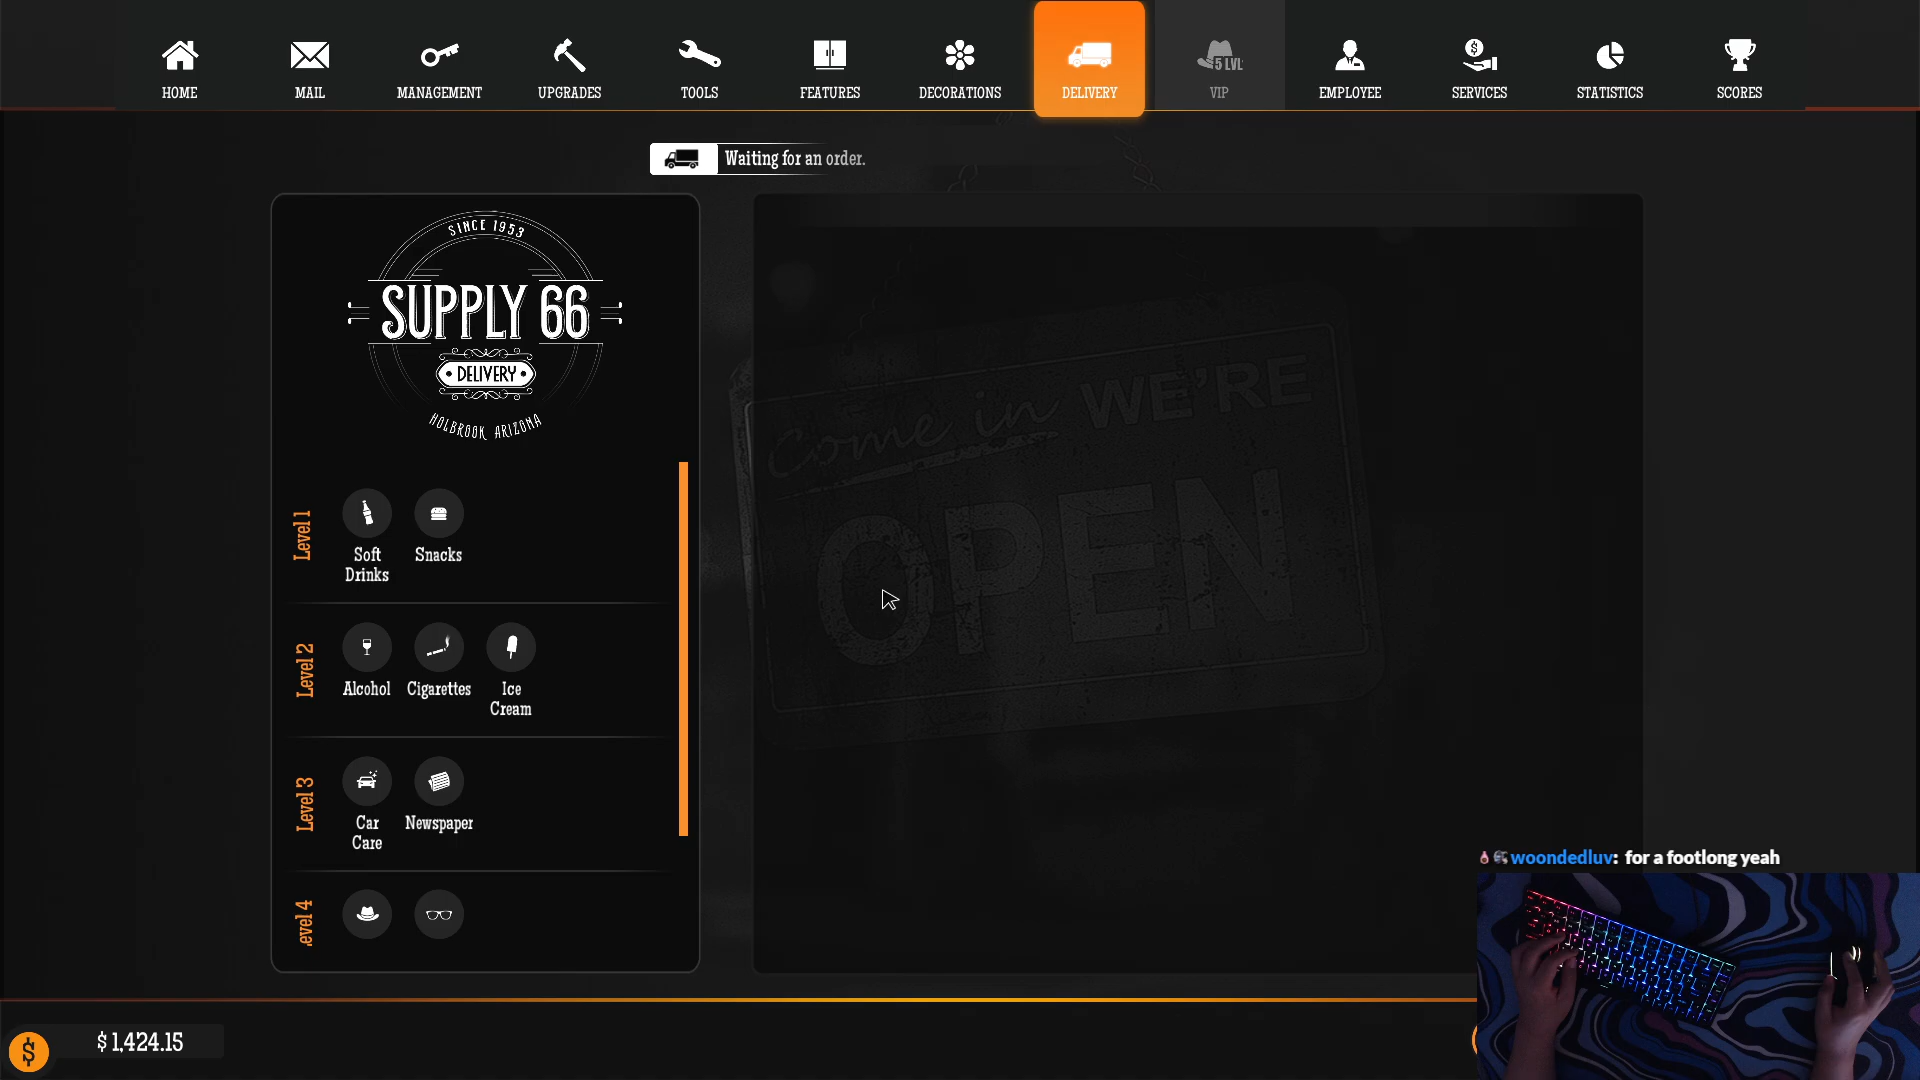 HOME
MAIL
MANAGEMENT
UPGRADES
TOOLS
FEATURES
DECORATIONS
DELIVERY
5 LVL
VIP
EMPLOYEE
SERVICES
STATISTICS
SCORES
Waiting for an order.
SINCE 1953
SUPPLY 66
• DELIVERY •
HOLBROOK ARIZONA
Come in WE'RE
OPEN
Level 1
Soft
Drinks
Snacks
Level 2
Alcohol
Cigarettes
Ice
Cream
Level 3
Car
Care
Newspaper
evel 4
woondedluv: for a footlong yeah
$ 1,424.15